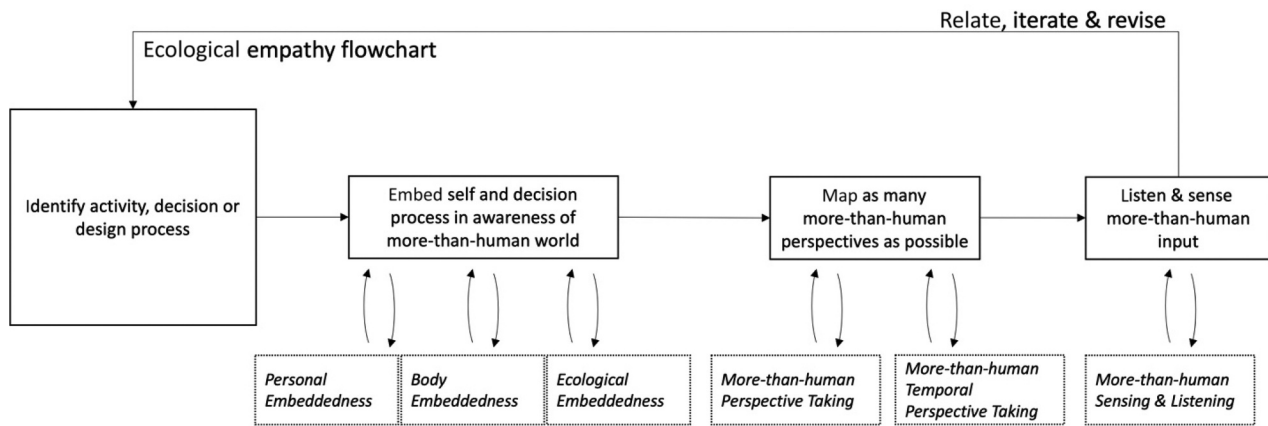 Relate, iterate & revise
Ecological empathy flowchart
Identify activity, decision or
design process
Embed self and decision
process in awareness of
more-than-human world
Map as many
more-than-human
perspectives as possible
Listen & sense
more-than-human
input
Personal
Embeddedness
Body
Embeddedness
Ecological
Embeddedness
More-than-human
Perspective Taking
More-than-human
Temporal
Perspective Taking
More-than-human
Sensing & Listening